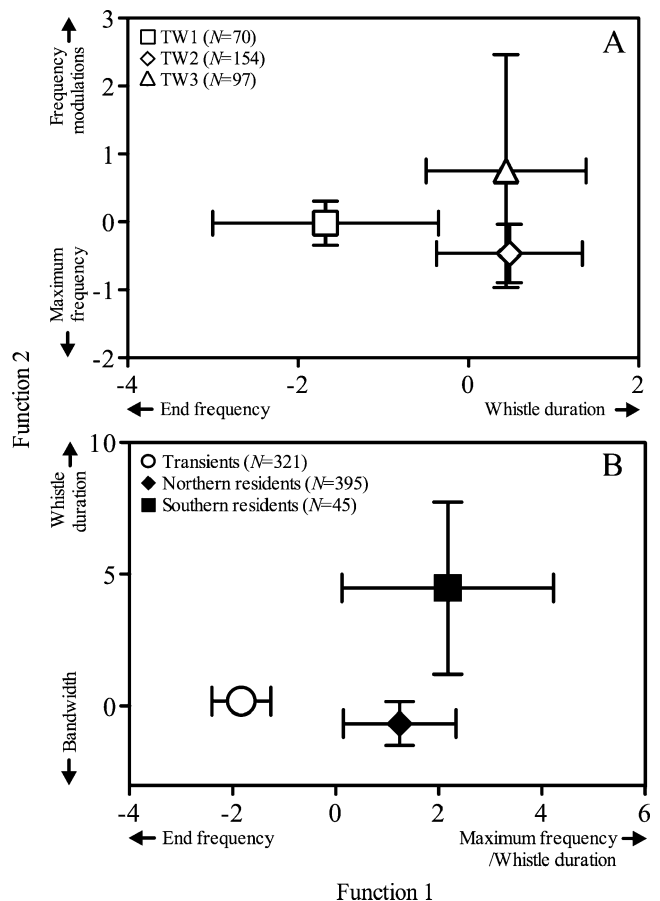 3
2
1
0
-1
-2
Frequency
modulations
Maximum
frequency
TW1 (N=70)
TW2 (N=154)
TW3 (N=97)
A
-4
-2
0
2
End frequency
Whistle duration
Function 2
10
5
0
Whistle
duration
Bandwidth
Transients (N=321)
Northern residents (N=395)
Southern residents (N=45)
B
-4
-2
0
2
4
6
End frequency
Maximum frequency
/Whistle duration
Function 1